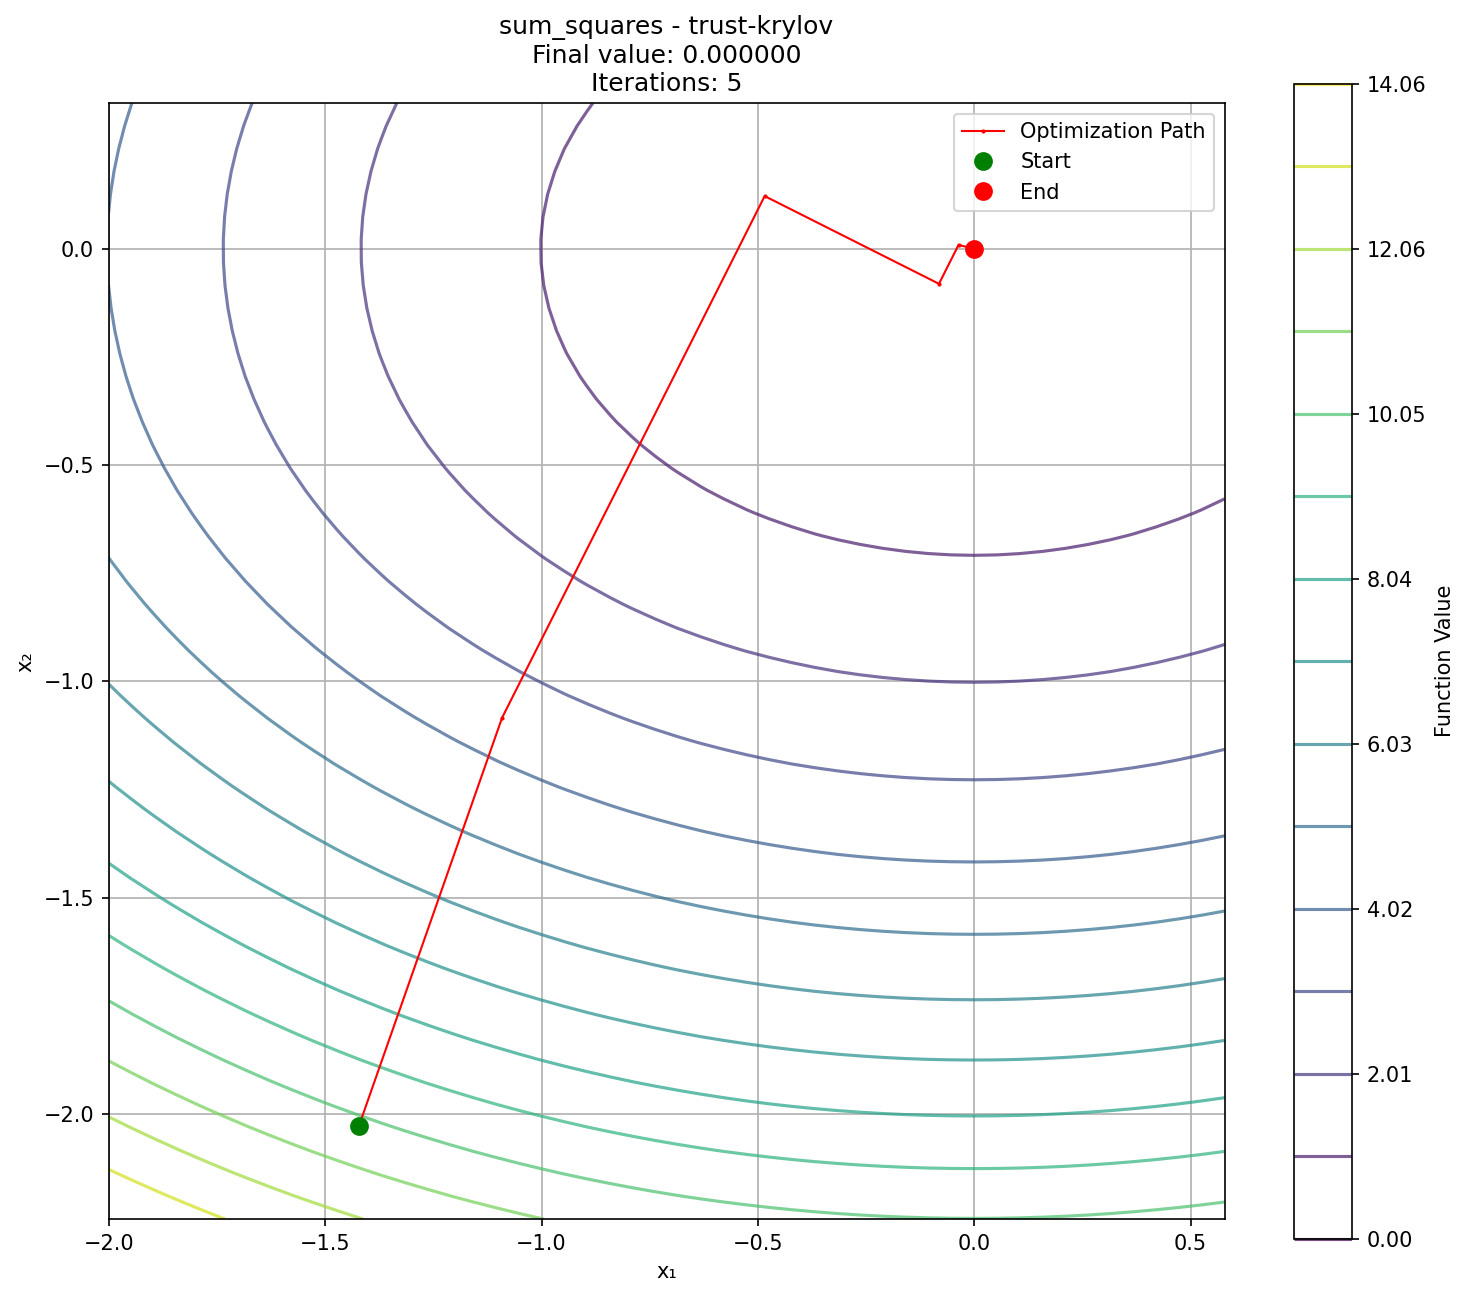 sum_squares - trust-krylov
Final value: 0.000000
Iterations: 5
Optimization Path
Start
End
0.0
−0.5
−1.0
−1.5
−2.0
x₂
−2.0
−1.5
−1.0
−0.5
0.0
0.5
x₁
14.06
12.06
10.05
8.04
6.03
4.02
2.01
0.00
Function Value